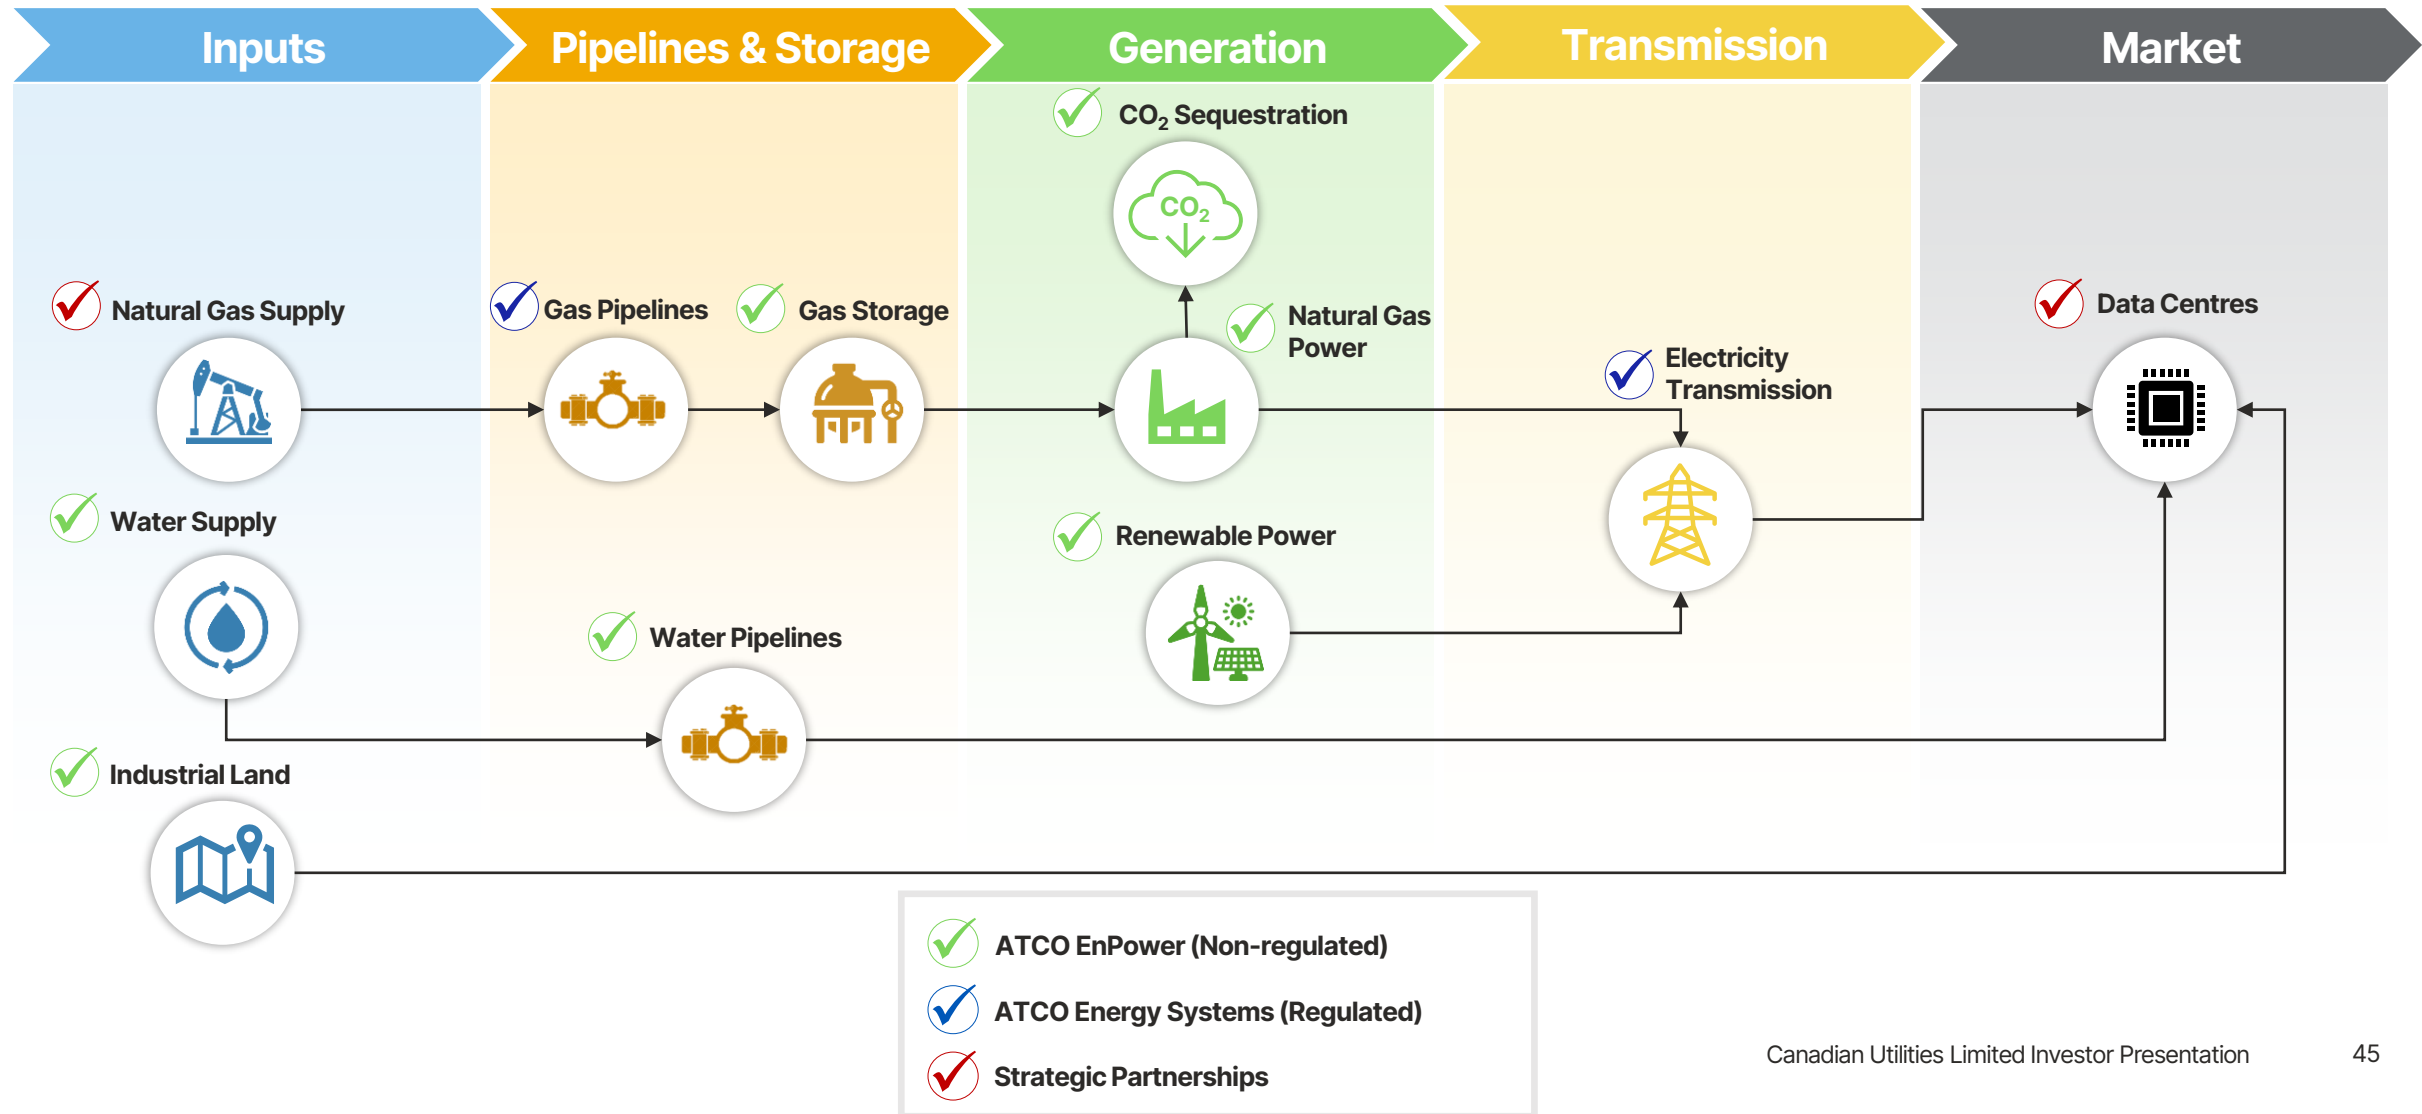 Inputs
Pipelines & Storage
Generation
Transmission
Market
CO₂ Sequestration
CO₂
Natural Gas Supply
Gas Pipelines
Gas Storage
Natural Gas
Power
Electricity
Transmission
Data Centres
Water Supply
Renewable Power
Water Pipelines
Industrial Land
ATCO EnPower (Non-regulated)
ATCO Energy Systems (Regulated)
Strategic Partnerships
Canadian Utilities Limited Investor Presentation
45